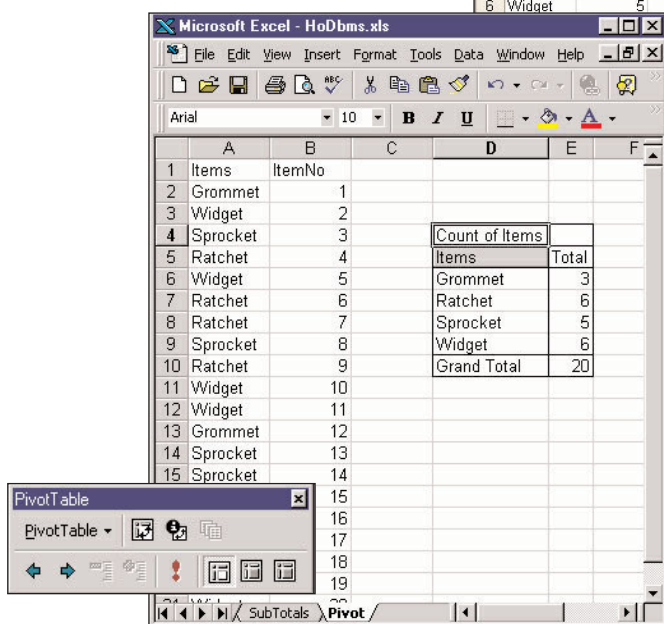 6 Widget 5
Microsoft Excel - HoDbms.xls
File Edit View Insert Format Tools Data Window Help
ABC
Arial 10 B I U A
A B C D E F
1 Items ItemNo
2 Grommet 1
3 Widget 2
4 Sprocket 3 Count of Items
5 Ratchet 4 Items Total
6 Widget 5 Grommet 3
7 Ratchet 6 Ratchet 6
8 Ratchet 7 Sprocket 5
9 Sprocket 8 Widget 6
10 Ratchet 9 Grand Total 20
11 Widget 10
12 Widget 11
13 Grommet 12
14 Sprocket 13
15 Sprocket 14
15
16
17
18
19
PivotTable
PivotTable
SubTotals Pivot